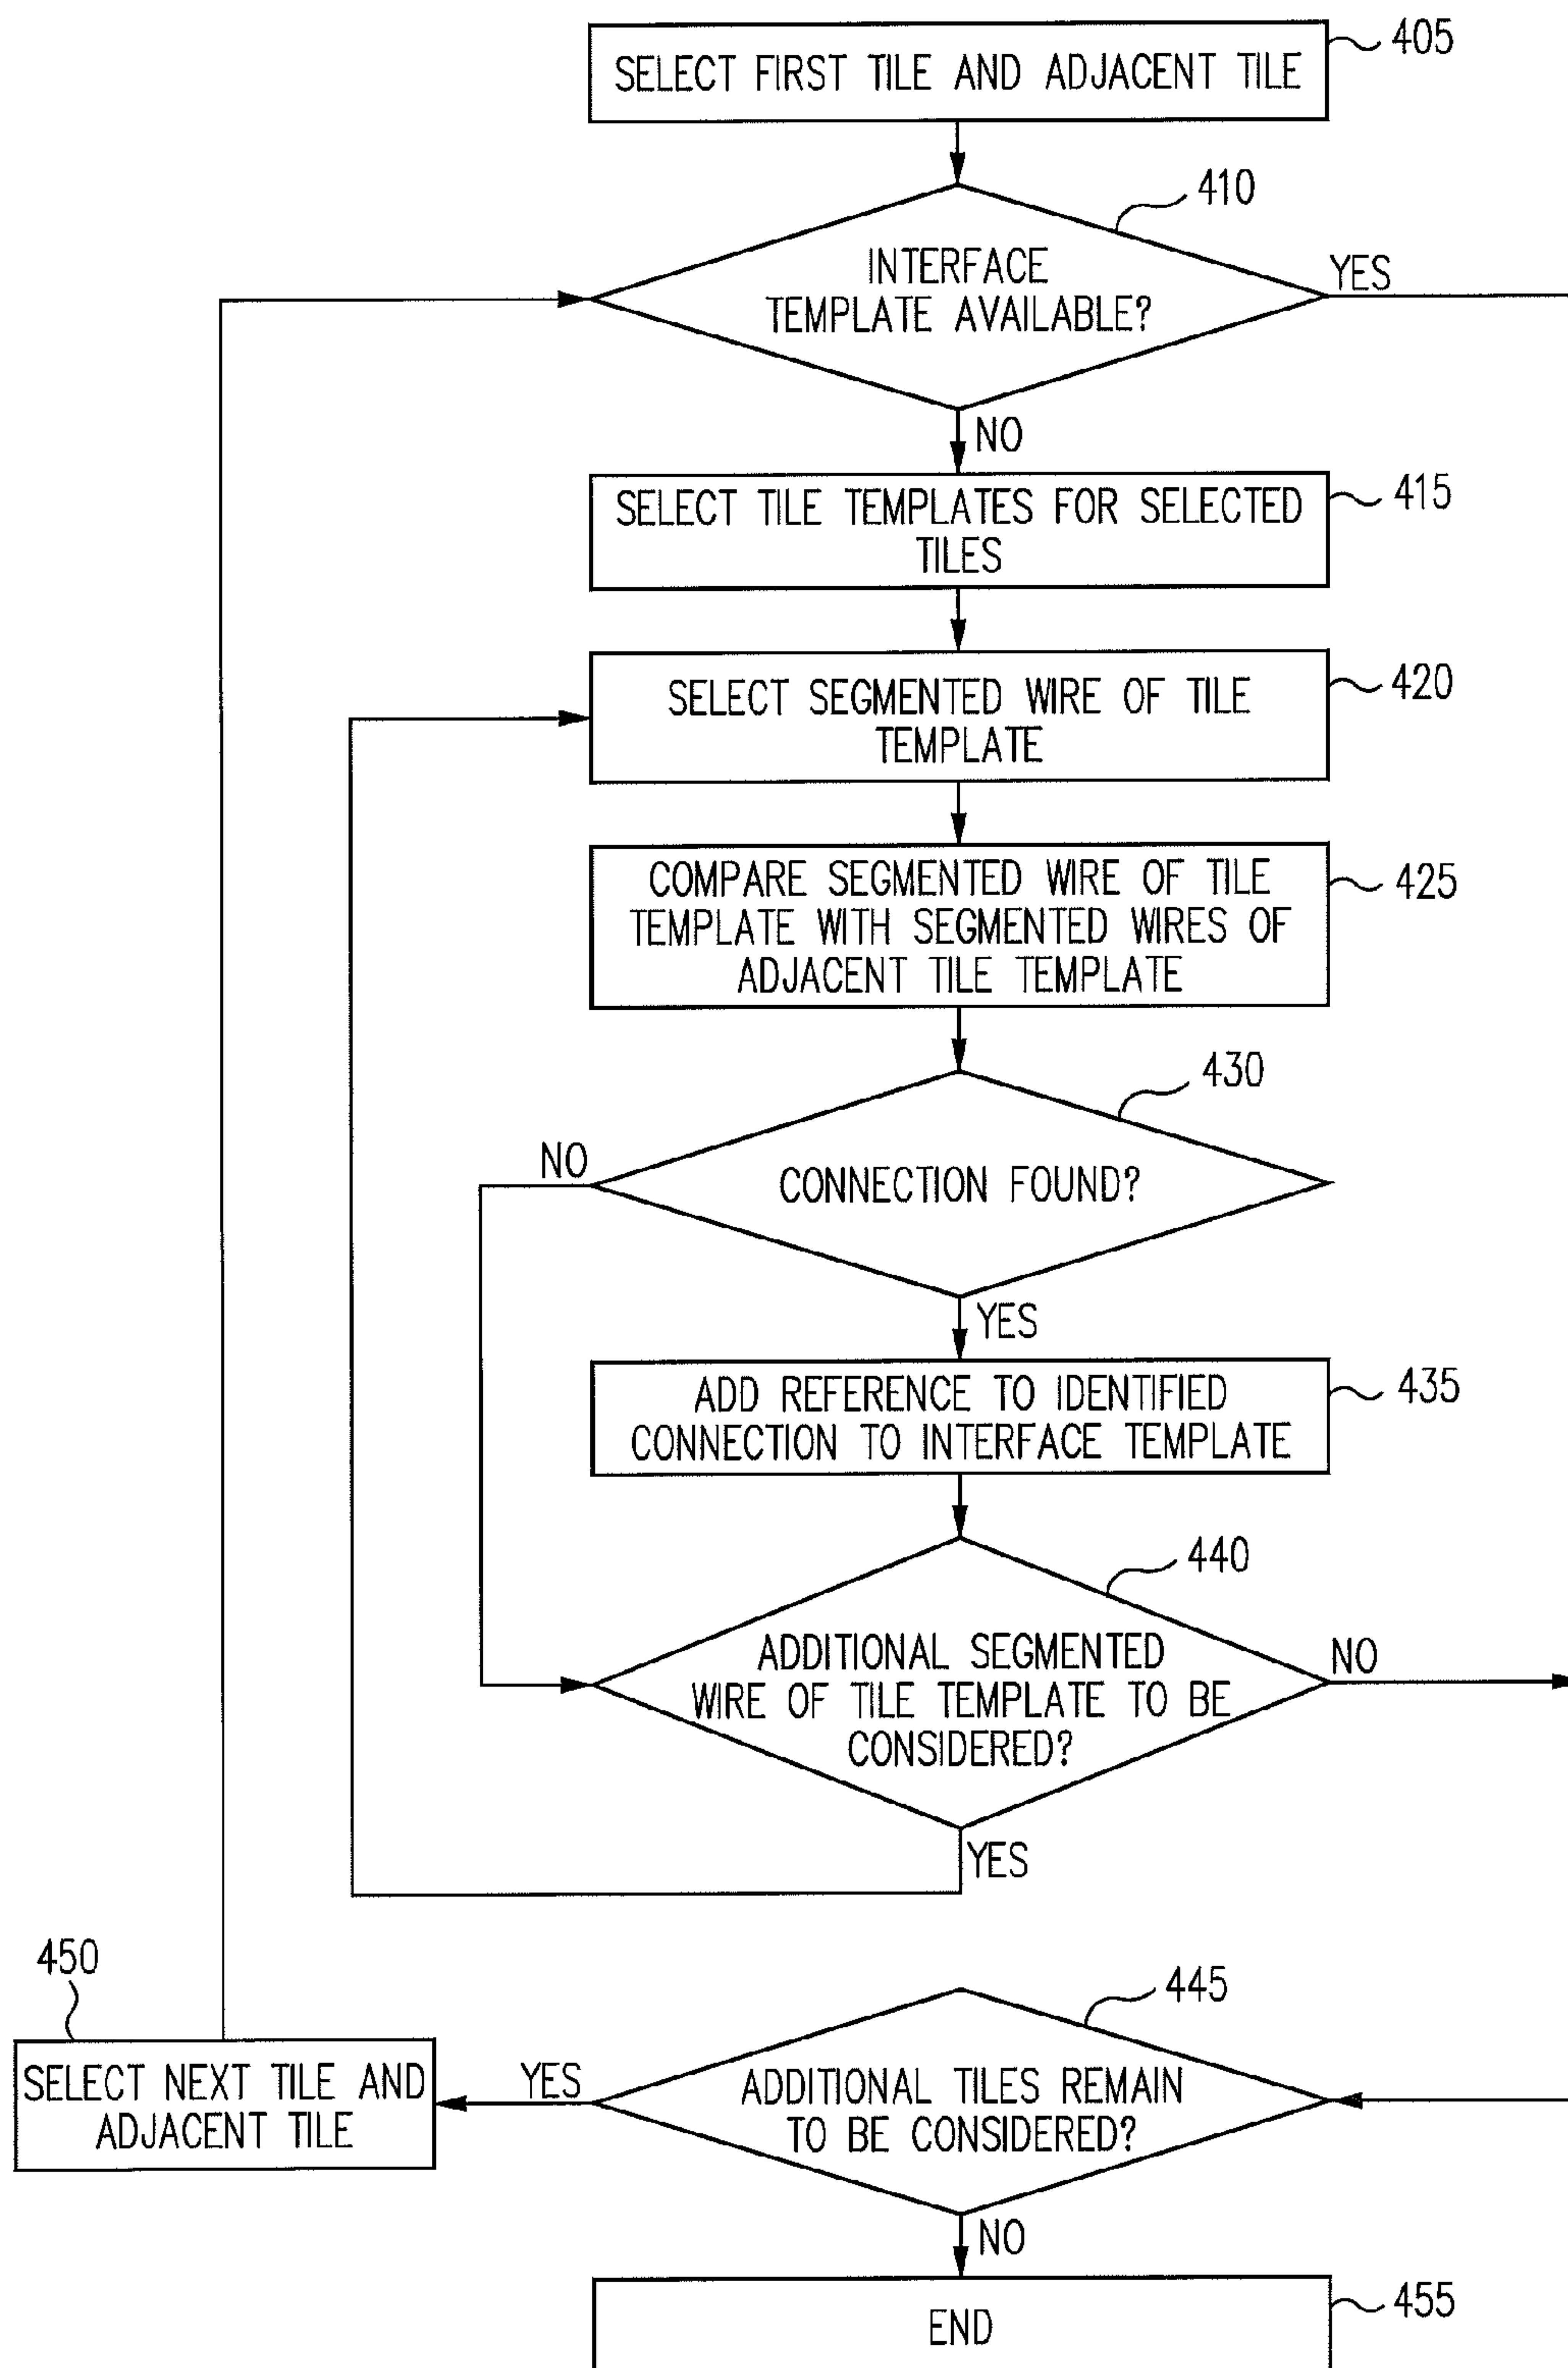 SELECT FIRST TILE AND ADJACENT TILE
405
410
INTERFACE
TEMPLATE AVAILABLE?
YES
NO
SELECT TILE TEMPLATES FOR SELECTED
TILES
415
SELECT SEGMENTED WIRE OF TILE
TEMPLATE
420
COMPARE SEGMENTED WIRE OF TILE
TEMPLATE WITH SEGMENTED WIRES OF
ADJACENT TILE TEMPLATE
425
430
NO
CONNECTION FOUND?
YES
ADD REFERENCE TO IDENTIFIED
CONNECTION TO INTERFACE TEMPLATE
435
440
ADDITIONAL SEGMENTED
WIRE OF TILE TEMPLATE TO BE
CONSIDERED?
NO
YES
450
SELECT NEXT TILE AND
ADJACENT TILE
YES
445
ADDITIONAL TILES REMAIN
TO BE CONSIDERED?
NO
END
455